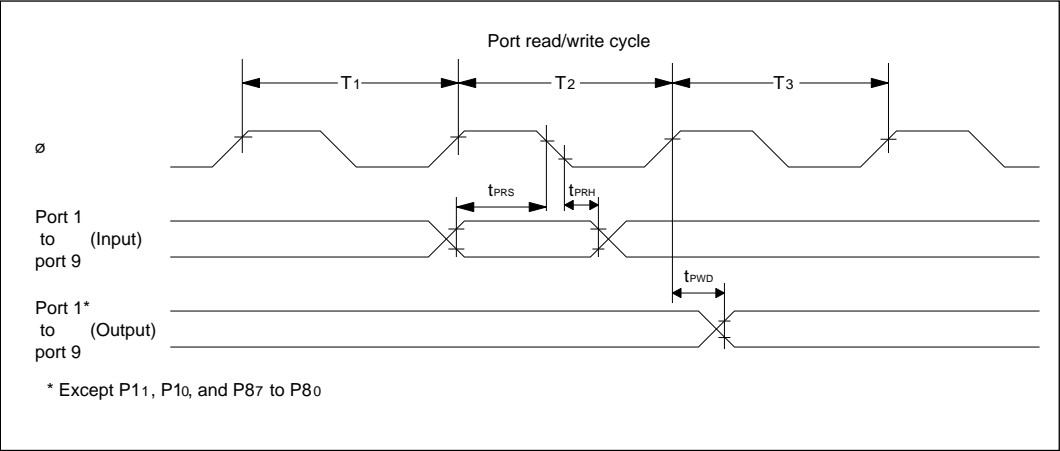 Port read/write cycle
T1 T2 T3
ø
tPRS tPRH
Port 1
to (Input)
port 9
tPWD
Port 1*
to (Output)
port 9
* Except P11, P10, and P87 to P80